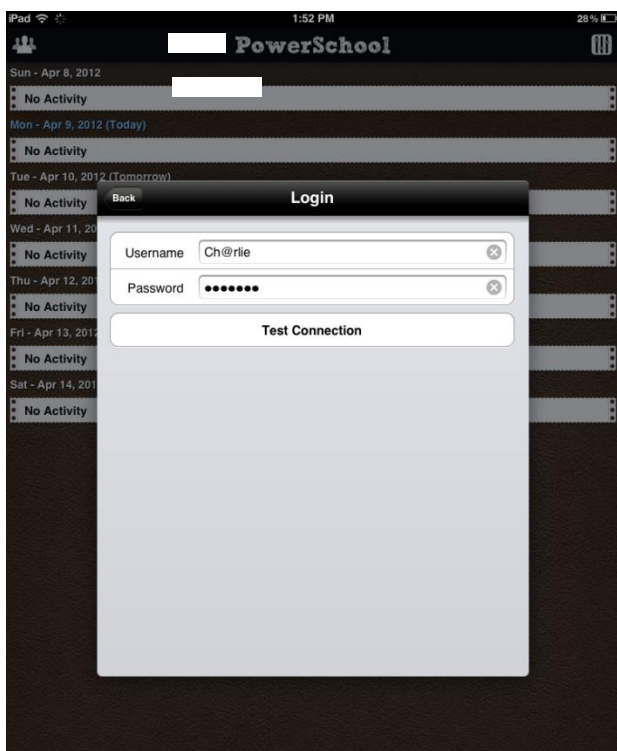 iPad 1:52 PM 28%
PowerSchool
Sun - Apr 8, 2012
No Activity
Mon - Apr 9, 2012 (Today)
No Activity
Tue - Apr 10, 2012 (Tomorrow)
No Activity
Back Login
Wed - Apr 11, 20
Username Ch@rlie
No Activity
Thu - Apr 12, 201
Password ●●●●●●●
No Activity
Test Connection
Fri - Apr 13, 2012
No Activity
Sat - Apr 14, 201
No Activity